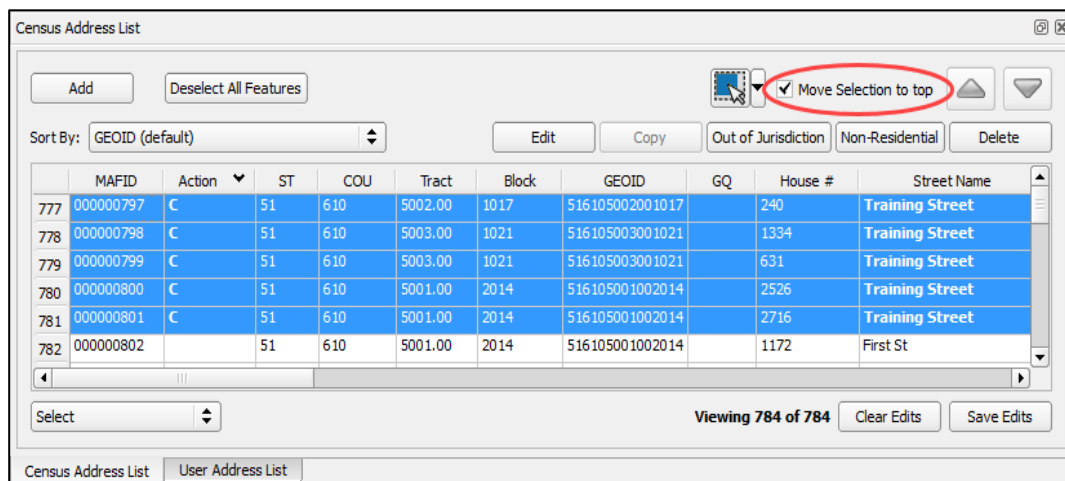 Census Address List
Add Deselect All Features Move Selection to top
Sort By: GEOID (default) Edit Copy Out of Jurisdiction Non-Residential Delete
MAFID Action ST COU Tract Block GEOID GQ House # Street Name
777 000000797 C 51 610 5002.00 1017 516105002001017 240 Training Street
778 000000798 C 51 610 5003.00 1021 516105003001021 1334 Training Street
779 000000799 C 51 610 5003.00 1021 516105003001021 631 Training Street
780 000000800 C 51 610 5001.00 2014 516105001002014 2526 Training Street
781 000000801 C 51 610 5001.00 2014 516105001002014 2716 Training Street
782 000000802 51 610 5001.00 2014 516105001002014 1172 First St
Select Viewing 784 of 784 Clear Edits Save Edits
Census Address List User Address List